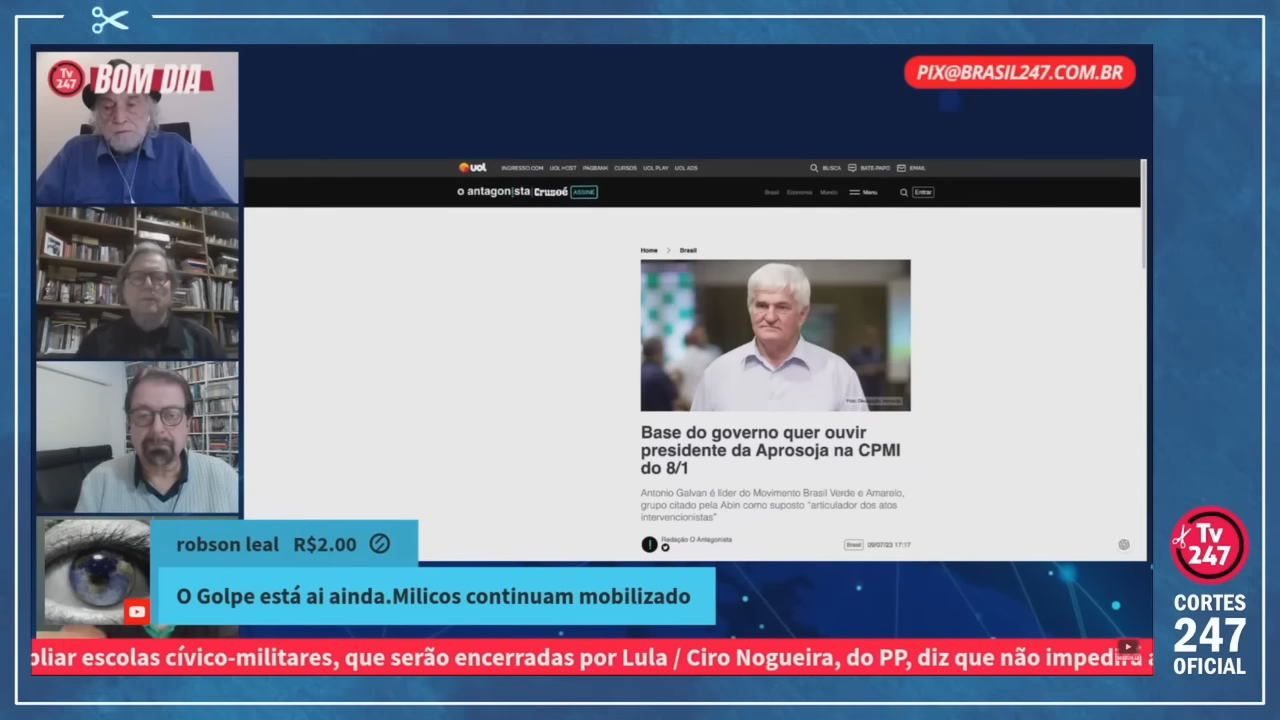 Tv 247
BOM DIA
PIX@BRASIL247.COM.BR
uol INGRESSO.COM UOL HOST PAGBANK CURSOS UOL PLAY UOL ADS BUSCA BATE-PAPO EMAIL
o antagonista Crusoé ASSINE Brasil Economia Mundo Menu Entrar
Home > Brasil
Base do governo quer ouvir
presidente da Aprosoja na CPMI
do 8/1
Antonio Galvan é líder do Movimento Brasil Verde e Amarelo,
grupo citado pela Abin como suposto “articulador dos atos
intervencionistas”
Redação O Antagonista
Brasil 09/07/23 17:17
robson leal R$2.00
O Golpe está ai ainda.Milicos continuam mobilizado
pliar escolas cívico-militares, que serão encerradas por Lula / Ciro Nogueira, do PP, diz que não impedirá a
Tv
247
CORTES
247
OFICIAL